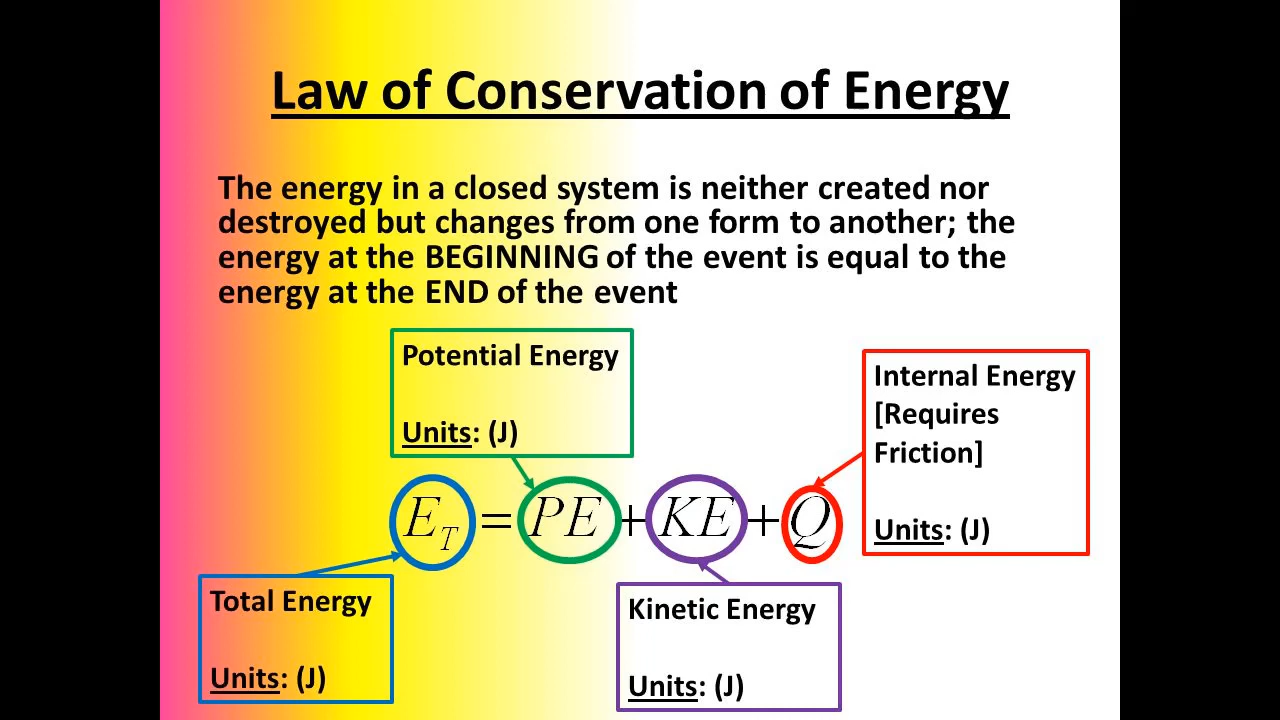 Law of Conservation of Energy
The energy in a closed system is neither created nor
destroyed but changes from one form to another; the
energy at the BEGINNING of the event is equal to the
energy at the END of the event
Potential Energy
Units: (J)
Internal Energy
[Requires
Friction]
Units: (J)
E_T = PE + KE + Q
Total Energy
Units: (J)
Kinetic Energy
Units: (J)